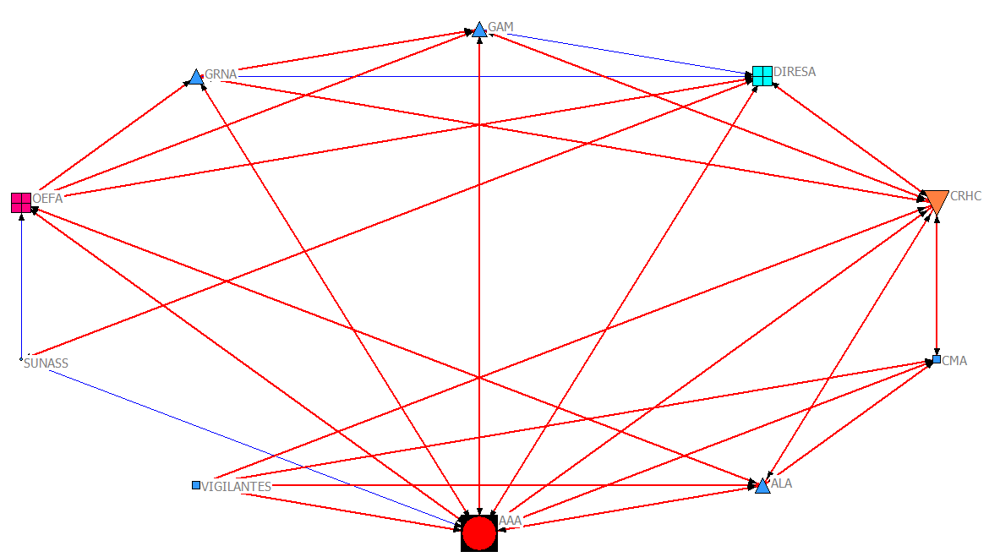 GAM
GRNA
DIRESA
OEFA
CRHC
SUNASS
CMA
VIGILANTES
ALA
AAA